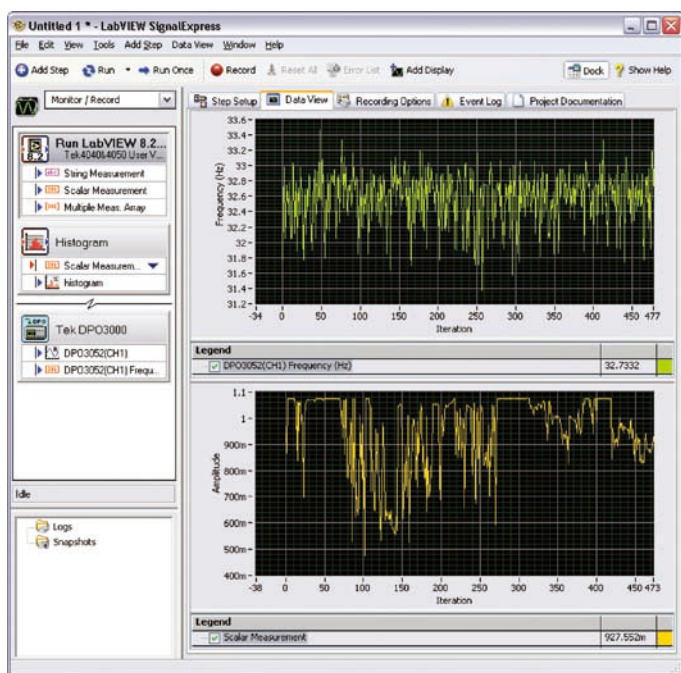 Untitled 1 * - LabVIEW SignalExpress
File Edit View Tools Add Step Data View Window Help
Add Step Run Run Once Record Reset All Error List Add Display Dock Show Help
Monitor / Record
Step Setup Data View Recording Options Event Log Project Documentation
Run LabVIEW 8.2...
8.2
Tek4040&4050 User V...
String Measurement
Scalar Measurement
Multiple Meas. Array
Histogram
Scalar Measurem...
histogram
Tek DPO3000
DPO3052(CH1)
DPO3052(CH1) Frequ...
Idle
Logs
Snapshots
33.6
33.4
33.2
33
32.8
32.6
32.4
32.2
32
31.8
31.6
31.4
31.2
Frequency (Hz)
-34 0 50 100 150 200 250 300 350 400 450 477
Iteration
Legend
DPO3052(CH1) Frequency (Hz) 32.7332
1.1
1
900m
800m
700m
600m
500m
400m
Amplitude
-38 0 50 100 150 200 250 300 350 400 450 473
Iteration
Legend
Scalar Measurement 927.552m